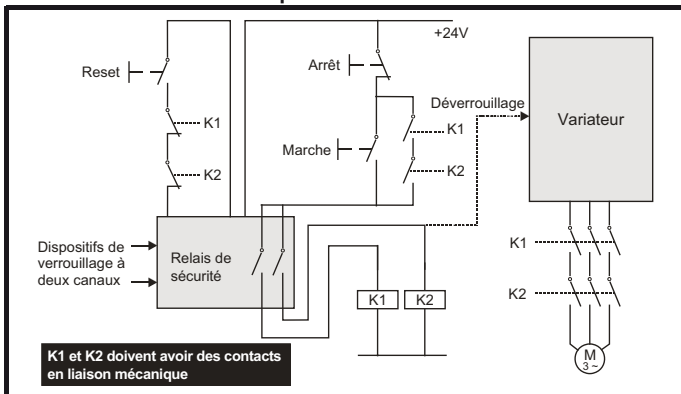 +24V
Reset
Arrêt
K1
K2
Marche
K1
K2
Déverrouillage
Variateur
Dispositifs de
verrouillage à
deux canaux
Relais de
sécurité
K1
K2
K1
K2
M
3 ~
K1 et K2 doivent avoir des contacts
en liaison mécanique